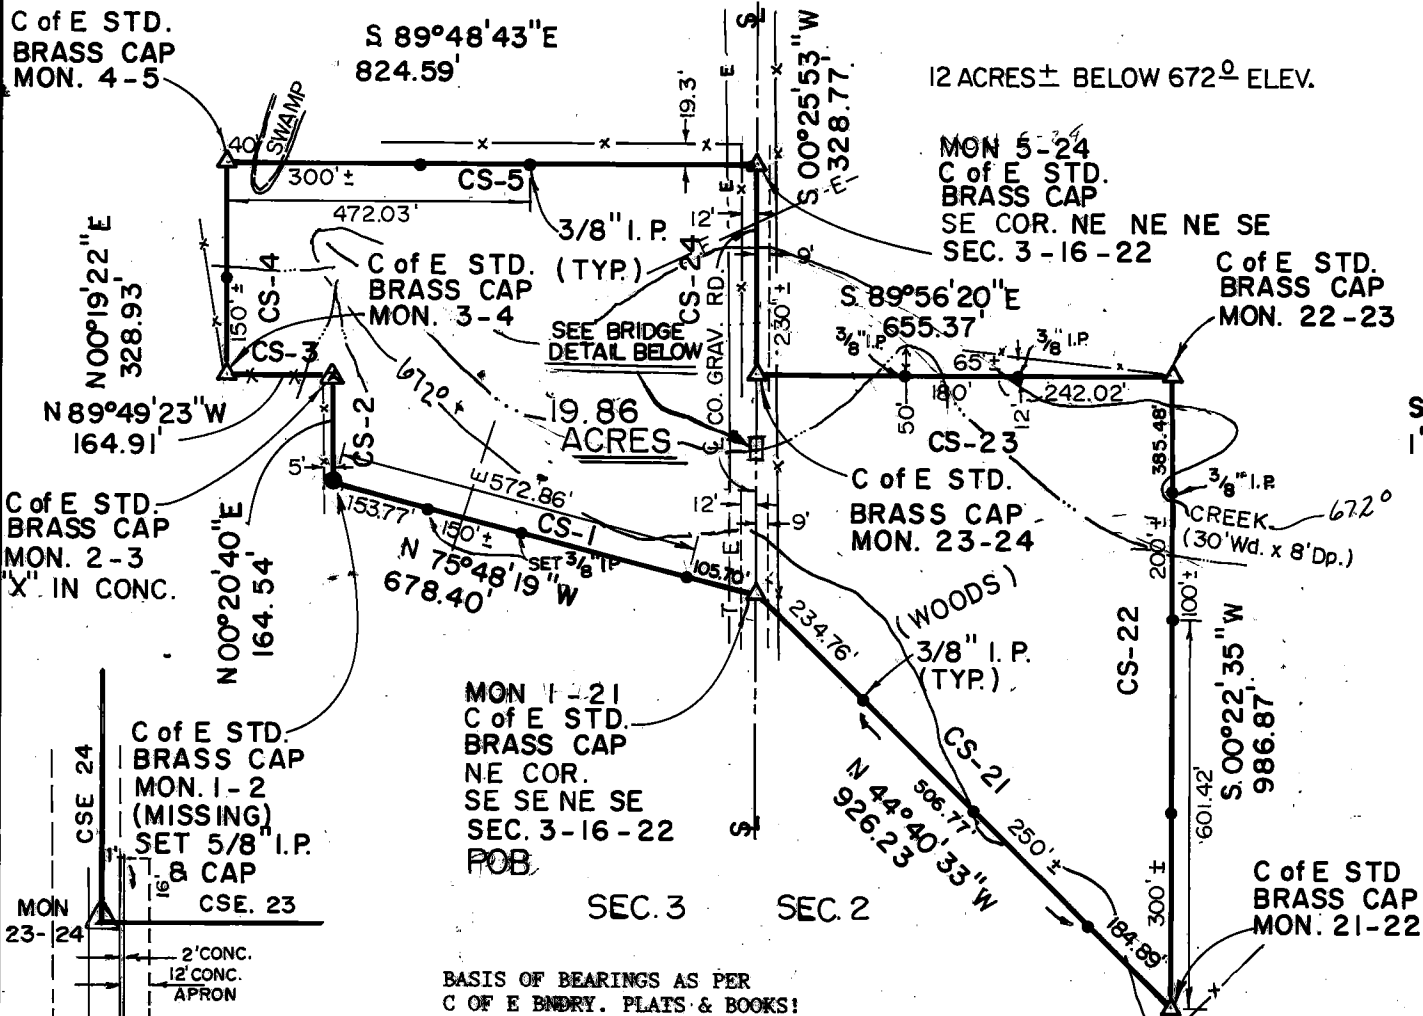 C of E STD.
BRASS CAP
MON. 4-5
S 89°48'43"E
824.59'
S 00°25'53"W
328.77'
12 ACRES± BELOW 672° ELEV.
40'
SWAMP
300'±
CS-5
19.3'
472.03'
E
3/8" I.P.
(TYP.)
12'
9'
-E-
MON 5-24
C of E STD.
BRASS CAP
SE COR. NE NE NE SE
SEC. 3-16-22
N 00°19'22"E
328.93'
CS-4
150'±
C of E STD.
BRASS CAP
MON. 3-4
CS-24
CO. GRAV. RD.
230'±
S 89°56'20"E
655.37'
C of E STD.
BRASS CAP
MON. 22-23
CS-3
SEE BRIDGE
DETAIL BELOW
3/8" I.P.
65'±
3/8" I.P.
180'
242.02'
50'
12'
CS-23
N 89°49'23"W
164.91'
CS-2
672°±
19.86
ACRES
385.48'
S
1-
5'
E 572.86'
3/8" I.P.
672°
CREEK
(30'Wd. x 8'Dp.)
C of E STD.
BRASS CAP
MON. 2-3
"X" IN CONC.
N 00°20'40"E
164.54'
153.77'
150'±
CS-1
SET 3/8" I.P.
105.70'
N 75°48'19"W
678.40'
12'
9'
T
E
C of E STD.
BRASS CAP
MON. 23-24
200'±
100'±
(WOODS)
234.76'
3/8" I.P.
(TYP.)
CS-22
S 00°22'35"W
986.87'
601.42'
MON 1-21
C of E STD.
BRASS CAP
NE COR.
SE SE NE SE
SEC. 3-16-22
POB
CS-21
506.77'
N 44°40'33"W
926.23
250'±
184.89'
300'±
C of E STD.
BRASS CAP
MON. 1-2
(MISSING)
SET 5/8" I.P.
& CAP
CSE 24
1'
16'
CSE. 23
MON
23-24
2'CONC.
12'CONC.
APRON
SEC. 3
SEC. 2
C of E STD
BRASS CAP
MON. 21-22
BASIS OF BEARINGS AS PER
C OF E BNDRY. PLATS & BOOKS!